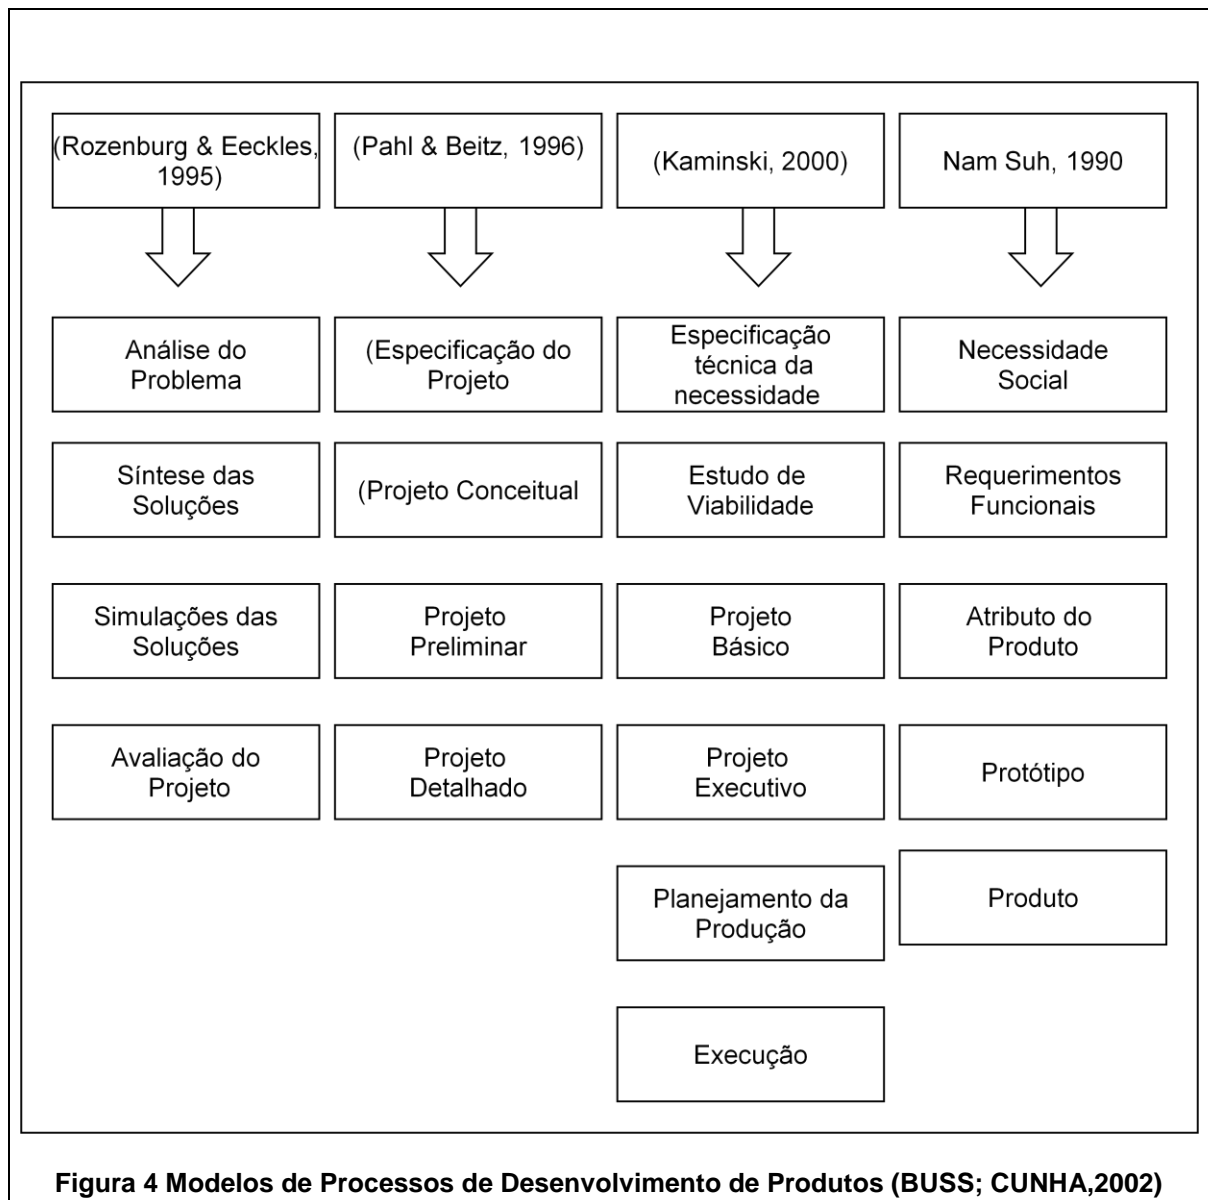 (Rozenburg & Eeckles,
1995)
(Pahl & Beitz, 1996)
(Kaminski, 2000)
Nam Suh, 1990
Análise do
Problema
(Especificação do
Projeto
Especificação
técnica da
necessidade
Necessidade
Social
Síntese das
Soluções
(Projeto Conceitual
Estudo de
Viabilidade
Requerimentos
Funcionais
Simulações das
Soluções
Projeto
Preliminar
Projeto
Básico
Atributo do
Produto
Avaliação do
Projeto
Projeto
Detalhado
Projeto
Executivo
Protótipo
Planejamento da
Produção
Produto
Execução
Figura 4 Modelos de Processos de Desenvolvimento de Produtos (BUSS; CUNHA,2002)